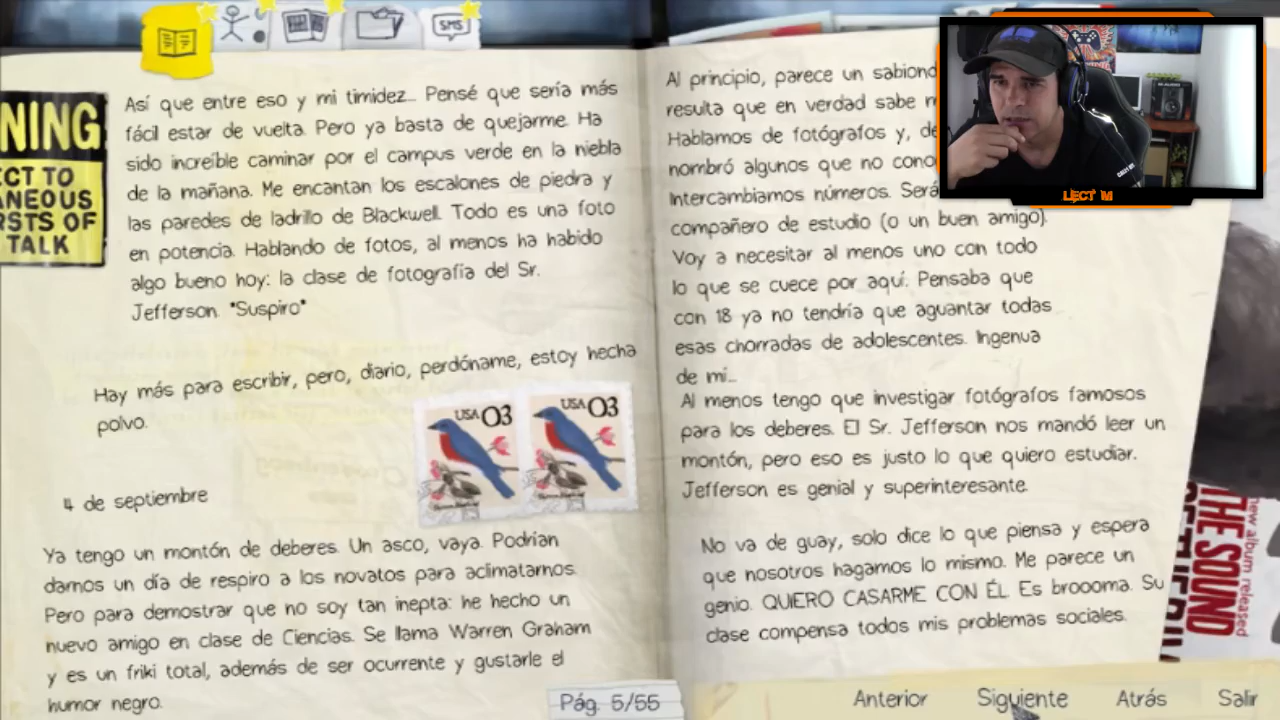 SMS
NING
ECT TO
ANEOUS
RSTS OF
TALK
Así que entre eso y mi timidez... Pensé que sería más
fácil estar de vuelta. Pero ya basta de quejarme. Ha
sido increíble caminar por el campus verde en la niebla
de la mañana. Me encantan los escalones de piedra y
las paredes de ladrillo de Blackwell. Todo es una foto
en potencia. Hablando de fotos, al menos ha habido
algo bueno hoy: la clase de fotografía del Sr.
Jefferson. *Suspiro*
Hay más para escribir, pero, diario, perdóname, estoy hecha
polvo.
USA 03
USA 03
4 de septiembre
Ya tengo un montón de deberes. Un asco, vaya. Podrían
darnos un día de respiro a los novatos para aclimatarnos.
Pero para demostrar que no soy tan inepta: he hecho un
nuevo amigo en clase de Ciencias. Se llama Warren Graham
y es un friki total, además de ser ocurrente y gustarle el
humor negro.
Al principio, parece un sabiond
resulta que en verdad sabe
Hablamos de fotógrafos y, de
nombró algunos que no cono
Intercambiamos números. Será
compañero de estudio (o un buen amigo).
Voy a necesitar al menos uno con todo
lo que se cuece por aquí. Pensaba que
con 18 ya no tendría que aguantar todas
esas chorradas de adolescentes. Ingenua
de mí...
Al menos tengo que investigar fotógrafos famosos
para los deberes. El Sr. Jefferson nos mandó leer un
montón, pero eso es justo lo que quiero estudiar.
Jefferson es genial y superinteresante.
No va de guay, solo dice lo que piensa y espera
que nosotros hagamos lo mismo. Me parece un
genio. QUIERO CASARME CON ÉL. Es broooma. Su
clase compensa todos mis problemas sociales.
new album released
THE SOUND
LECT M
Pág. 5/55
Anterior Siguiente Atrás Salir